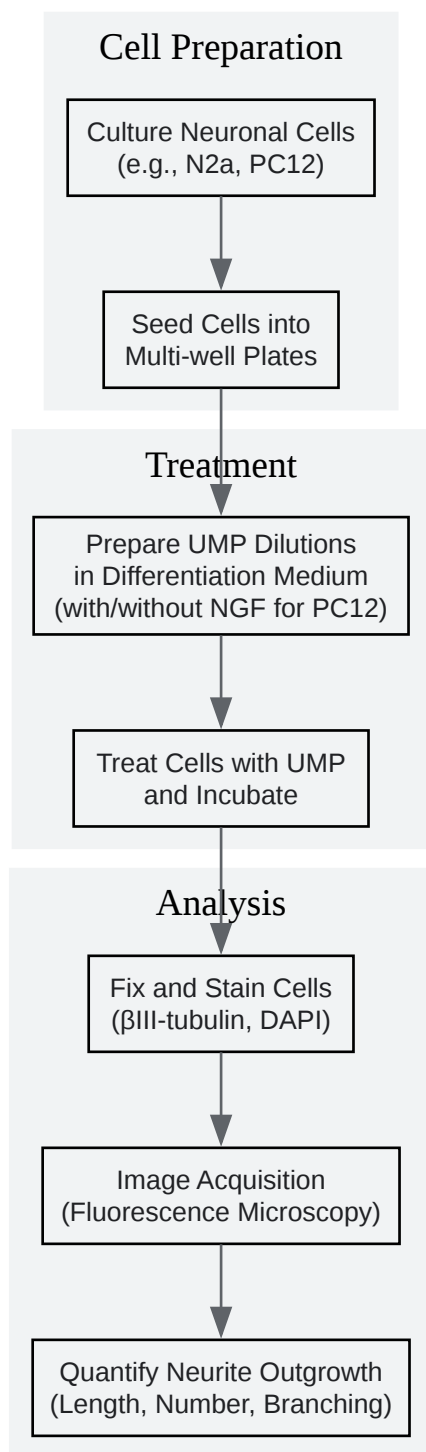 Cell Preparation
Culture Neuronal Cells
(e.g., N2a, PC12)
Seed Cells into
Multi-well Plates
Treatment
Prepare UMP Dilutions
in Differentiation Medium
(with/without NGF for PC12)
Treat Cells with UMP
and Incubate
Analysis
Fix and Stain Cells
(βIII-tubulin, DAPI)
Image Acquisition
(Fluorescence Microscopy)
Quantify Neurite Outgrowth
(Length, Number, Branching)